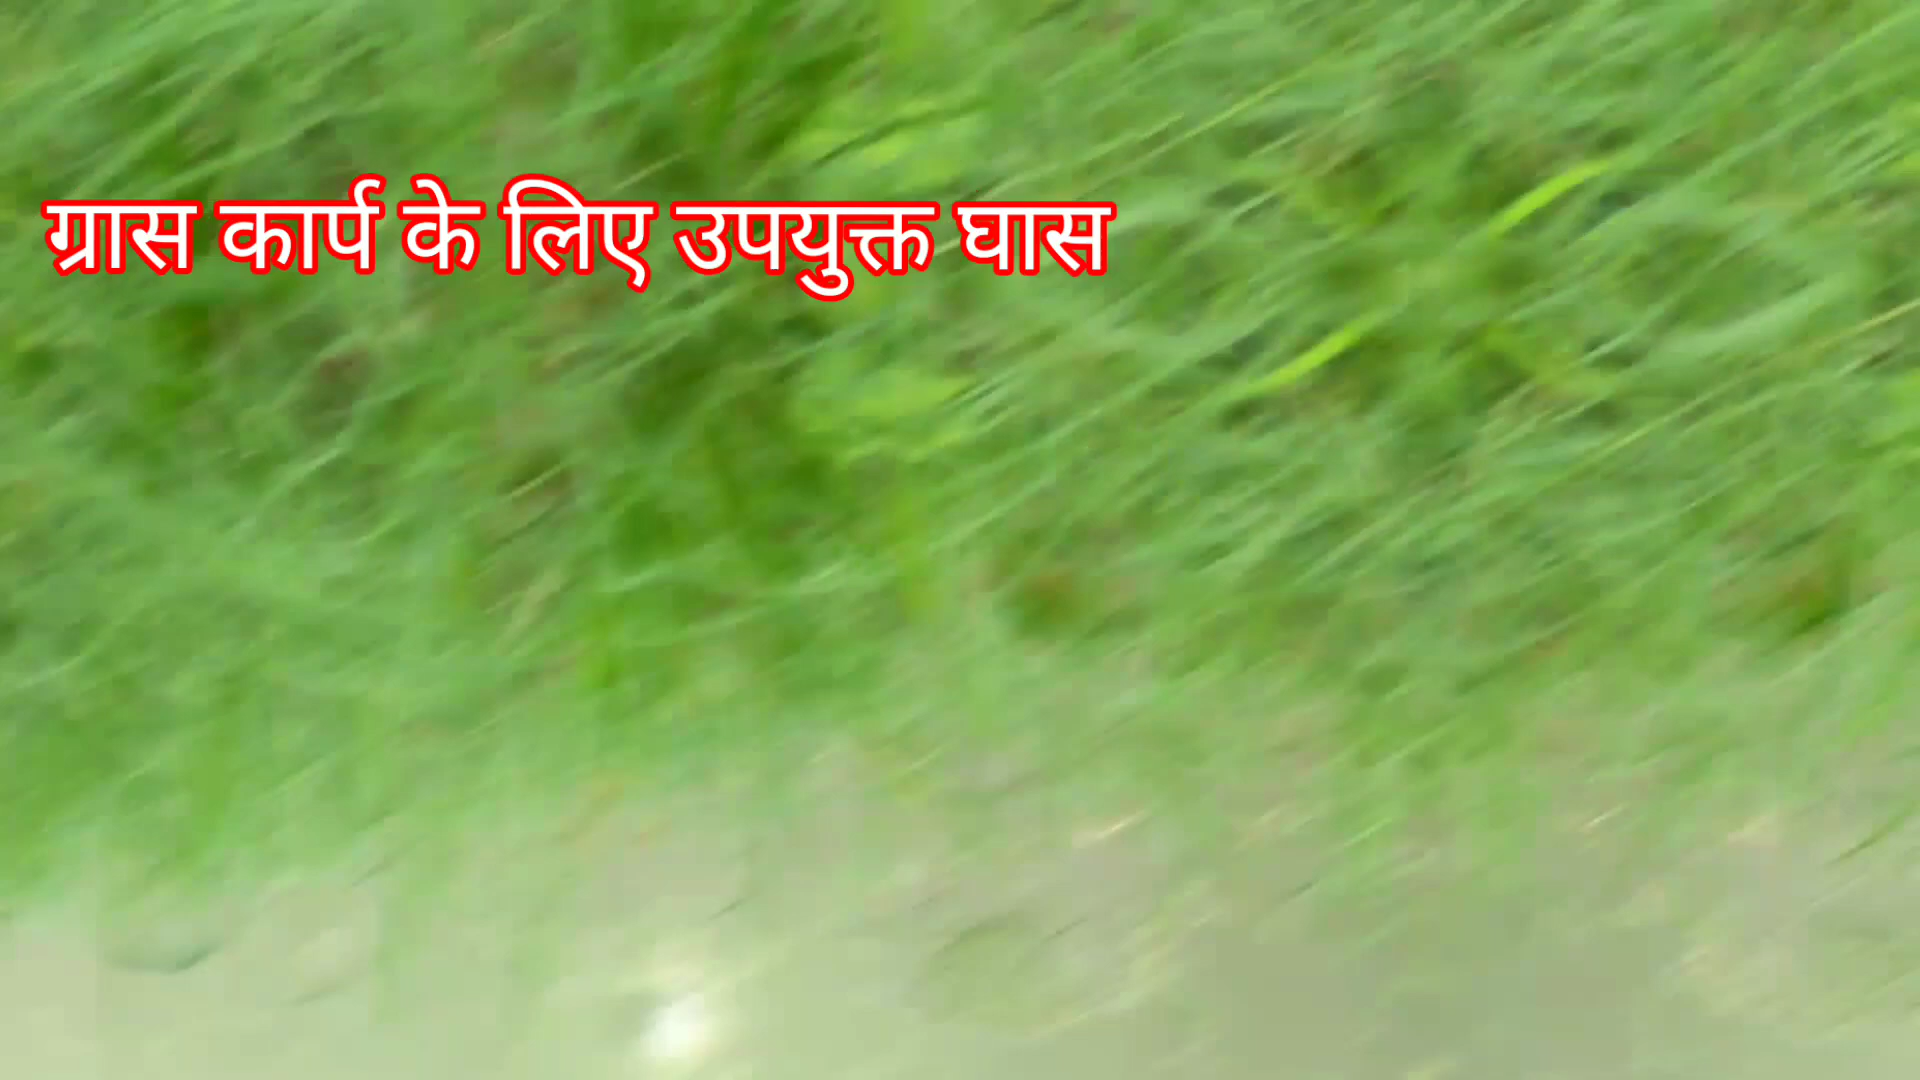 ग्रास कार्प के लिए उपयुक्त घास